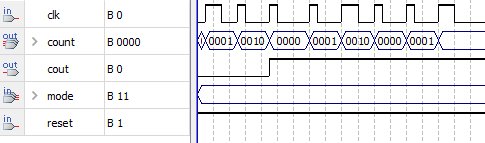 in clk B 0
out > count B 0000 0001 0010 0000 0001 0010 0000 0001
out cout B 0
in > mode B 11
in reset B 1